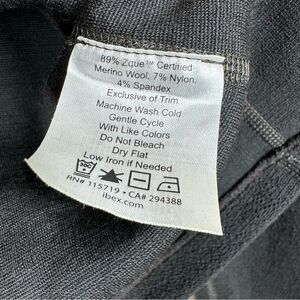 89% Zque™ Certified
Merino Wool, 7% Nylon,
4% Spandex
Exclusive of Trim
Machine Wash Cold
Gentle Cycle
With Like Colors
Do Not Bleach
Dry Flat
Low Iron if Needed
RN# 115719 • CA# 294388
ibex.com